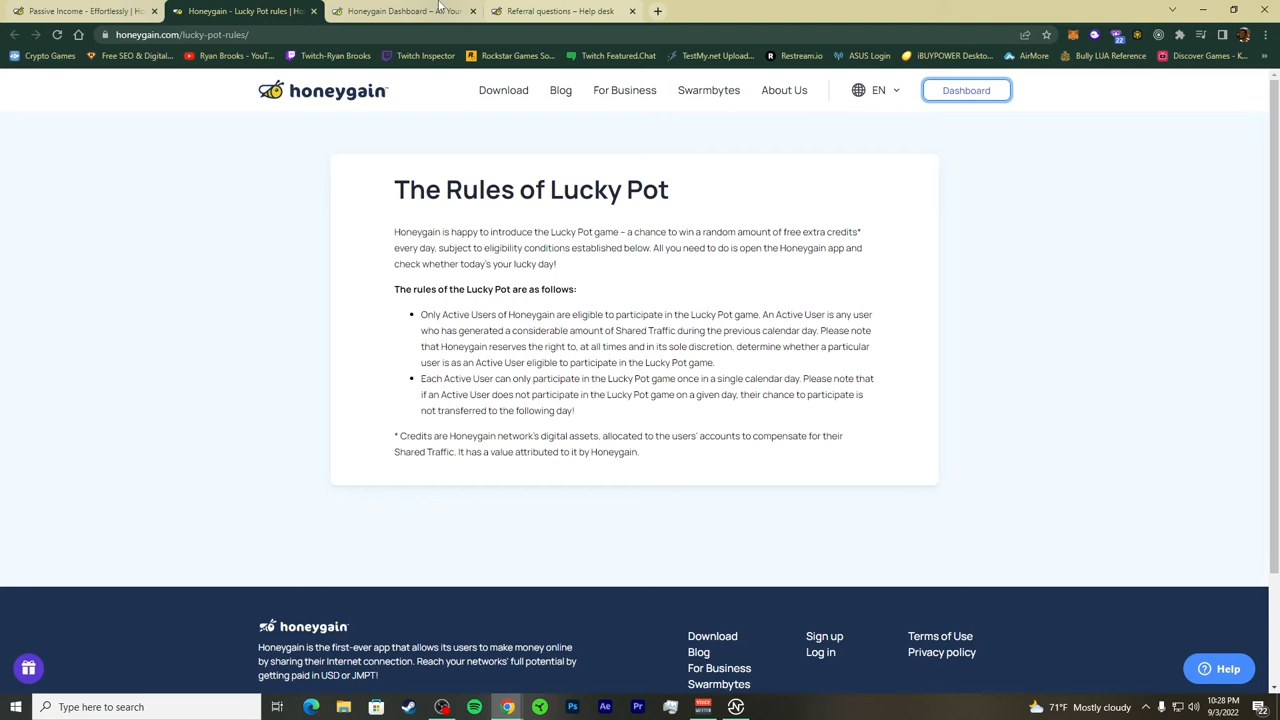 Passive Income - Effortlessly | Ho
Honeygain - Lucky Pot rules | Hon
Honeygain Dashboard – All Your
Referral questions – Help desk
honeygain.com/lucky-pot-rules/
22
Crypto Games
Free SEO & Digital...
Ryan Brooks - YouT...
Twitch-Ryan Brooks
Twitch Inspector
Rockstar Games Soci...
Twitch Featured.Chat
TestMy.net Upload...
Restream.io
ASUS Login
iBUYPOWER Deskto...
AirMore
Bully LUA Reference
Discover Games - K...
honeygain
Download
Blog
For Business
Swarmbytes
About Us
EN
Dashboard
The Rules of Lucky Pot
Honeygain is happy to introduce the Lucky Pot game – a chance to win a random amount of free extra credits*
every day, subject to eligibility conditions established below. All you need to do is open the Honeygain app and
check whether today's your lucky day!
The rules of the Lucky Pot are as follows:
Only Active Users of Honeygain are eligible to participate in the Lucky Pot game. An Active User is any user
who has generated a considerable amount of Shared Traffic during the previous calendar day. Please note
that Honeygain reserves the right to, at all times and in its sole discretion, determine whether a particular
user is as an Active User eligible to participate in the Lucky Pot game.
Each Active User can only participate in the Lucky Pot game once in a single calendar day. Please note that
if an Active User does not participate in the Lucky Pot game on a given day, their chance to participate is
not transferred to the following day!
* Credits are Honeygain network's digital assets, allocated to the users' accounts to compensate for their
Shared Traffic. It has a value attributed to it by Honeygain.
honeygain
Honeygain is the first-ever app that allows its users to make money online
by sharing their Internet connection. Reach your networks' full potential by
getting paid in USD or JMPT!
Download
Blog
For Business
Swarmbytes
Sign up
Log in
Terms of Use
Privacy policy
Help
Type here to search
71°F Mostly cloudy
10:28 PM
9/3/2022